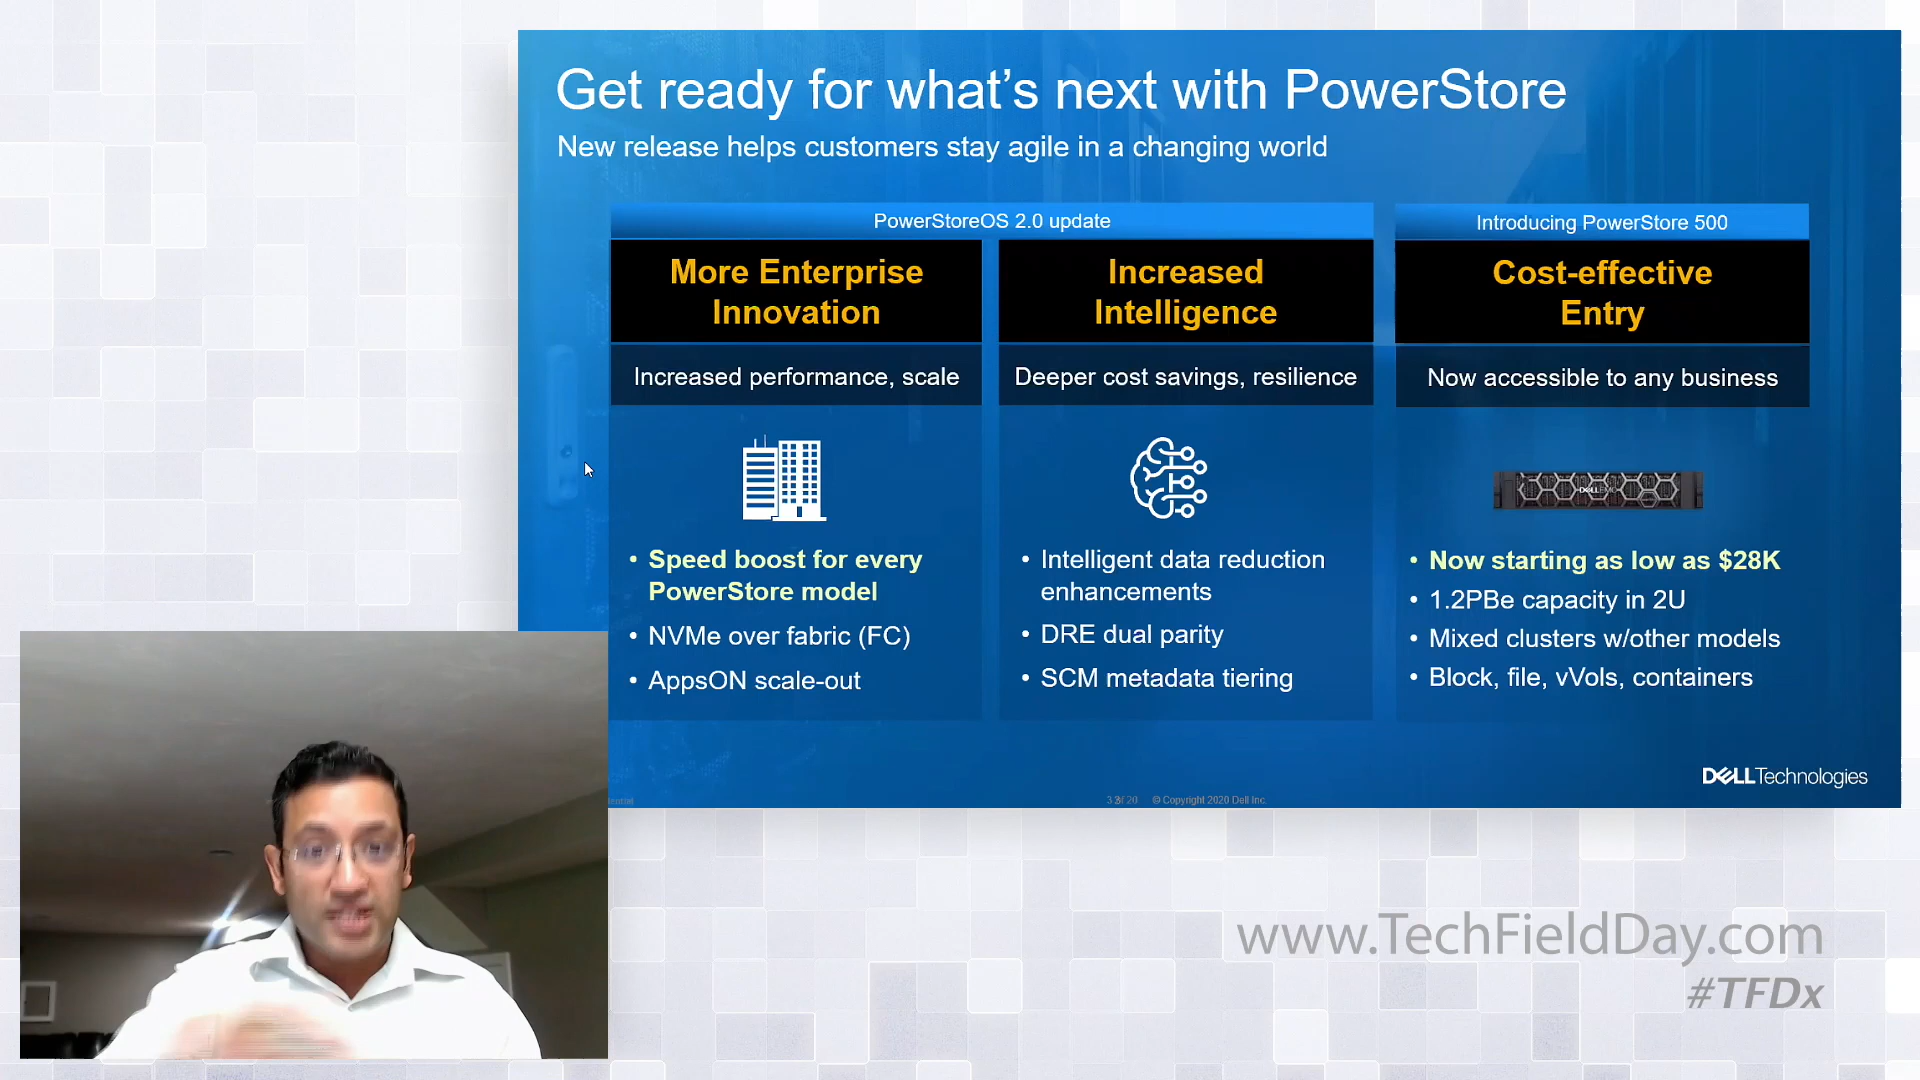 Get ready for what’s next with PowerStore
New release helps customers stay agile in a changing world
PowerStoreOS 2.0 update
More Enterprise
Innovation
Increased performance, scale
• Speed boost for every
PowerStore model
• NVMe over fabric (FC)
• AppsON scale-out
Increased
Intelligence
Deeper cost savings, resilience
• Intelligent data reduction
enhancements
• DRE dual parity
• SCM metadata tiering
Introducing PowerStore 500
Cost-effective
Entry
Now accessible to any business
DELLEMC
• Now starting as low as $28K
• 1.2PBe capacity in 2U
• Mixed clusters w/other models
• Block, file, vVols, containers
DELLTechnologies
© Copyright 2020 Dell Inc.
www.TechFieldDay.com
#TFDx